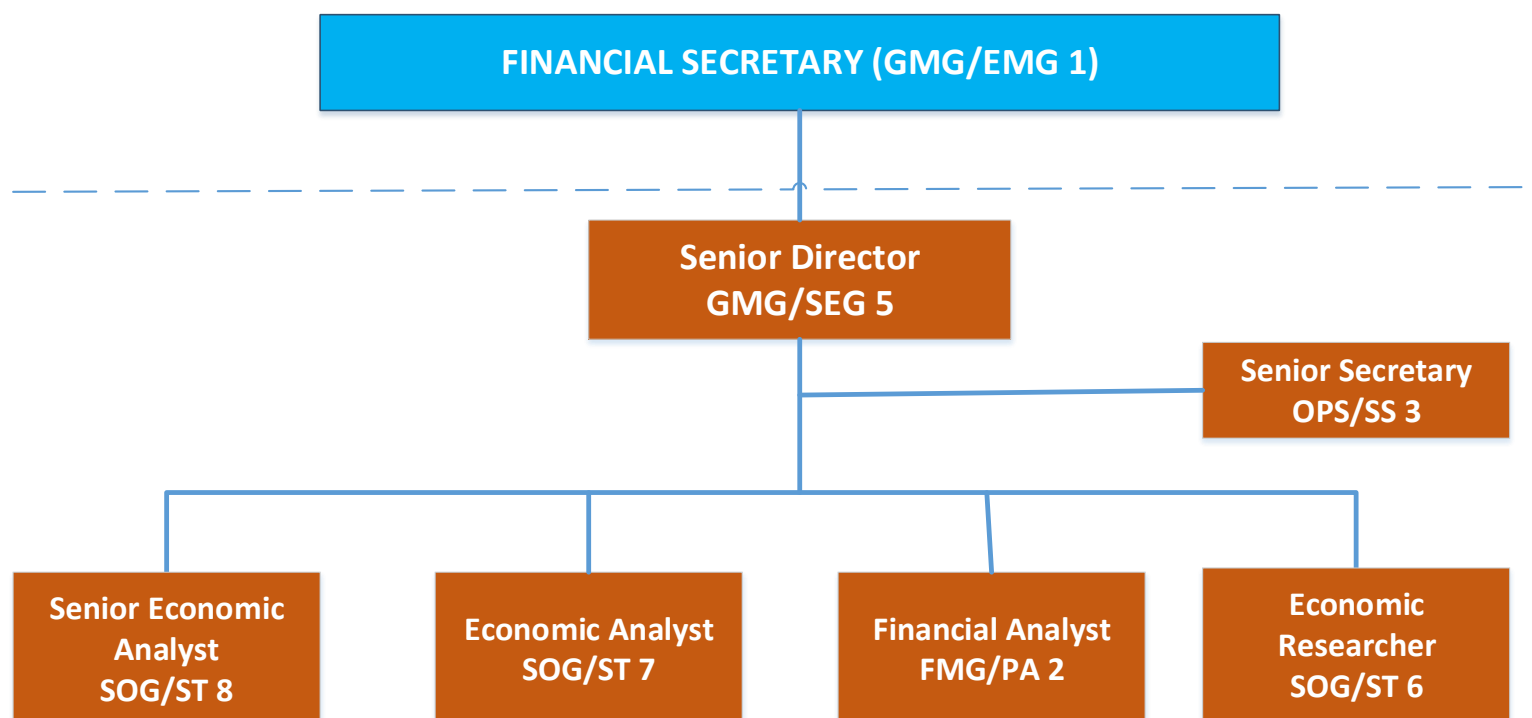 FINANCIAL SECRETARY (GMG/EMG 1)
Senior Director
GMG/SEG 5
Senior Secretary
OPS/SS 3
Senior Economic
Analyst
SOG/ST 8
Economic Analyst
SOG/ST 7
Financial Analyst
FMG/PA 2
Economic
Researcher
SOG/ST 6